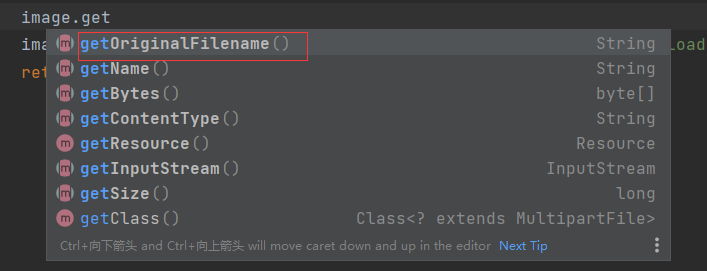 image.get
ima
load
ret
getOriginalFilename() String
getName() String
getBytes() byte[]
getContentType() String
getResource() Resource
getInputStream() InputStream
getSize() long
getClass() Class<? extends MultipartFile>
Ctrl+向下箭头 and Ctrl+向上箭头 will move caret down and up in the editor Next Tip